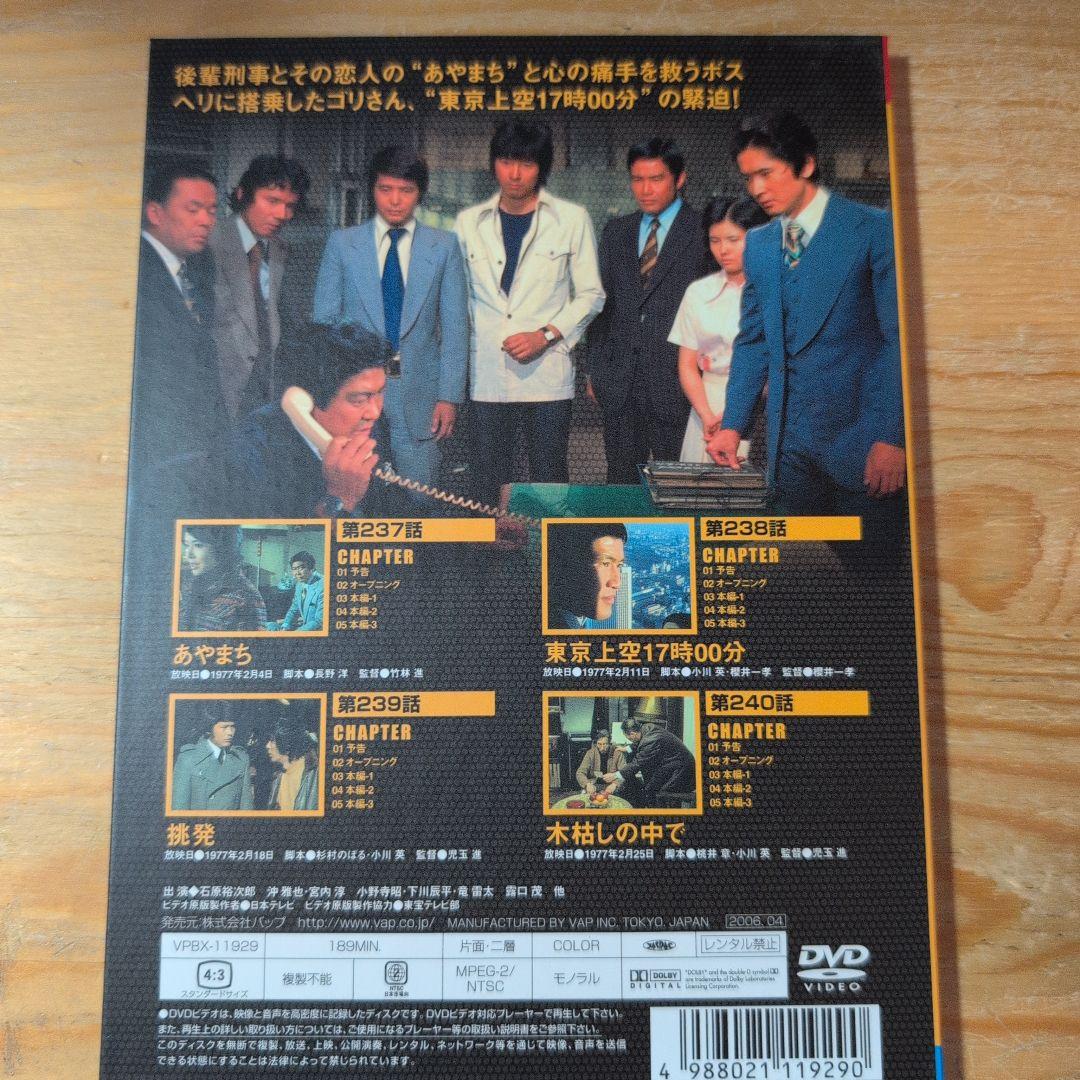 後輩刑事とその恋人の“あやまち”と心の痛手を救うボス
ヘリに搭乗したゴリさん、“東京上空17時00分”の緊迫!
第237話
CHAPTER
01 予告
02 オープニング
03 本編-1
04 本編-2
05 本編-3
あやまち
放映日●1977年2月4日 脚本●長野 洋 監督●竹林 進
第238話
CHAPTER
01 予告
02 オープニング
03 本編-1
04 本編-2
05 本編-3
東京上空17時00分
放映日●1977年2月11日 脚本●小川 英・櫻井一孝 監督●櫻井一孝
第239話
CHAPTER
01 予告
02 オープニング
03 本編-1
04 本編-2
05 本編-3
挑発
放映日●1977年2月18日 脚本●杉村のぼる・小川 英 監督●児玉 進
第240話
CHAPTER
01 予告
02 オープニング
03 本編-1
04 本編-2
05 本編-3
木枯しの中で
放映日●1977年2月25日 脚本●桃井 章・小川 英 監督●児玉 進
出 演◆石原裕次郎 沖 雅也・宮内 淳 小野寺昭・下川辰平・竜 雷太 露口 茂 他
ビデオ原版製作者●日本テレビ ビデオ原版製作協力●東宝テレビ部
発売元:株式会社バップ http://www.vap.co.jp/ MANUFACTURED BY VAP INC. TOKYO. JAPAN 2006.04
VPBX-11929 189MIN. 片面・二層 COLOR レンタル禁止
4:3
スタンダードサイズ
複製不能
2
NTSC
日本市場向
MPEG-2/
NTSC
モノラル
DOLBY
DIGITAL
"DOLBY" and the double-D symbol are trademarks of Dolby Laboratories Licensing Corporation.
DVD
VIDEO
●DVDビデオは、映像と音声を高密度に記録したディスクです。DVDビデオ対応プレーヤーで再生して下さい。
また、再生上の詳しい取り扱い方については、ご使用になるプレーヤー等の取扱い説明書をご参照下さい。
このディスクを無断で複製、放送、上映、公開演奏、レンタル、ネットワーク等を通じて映像、音声を送信
できる状態にすることは法律によって禁じられています。
4 988021 119290